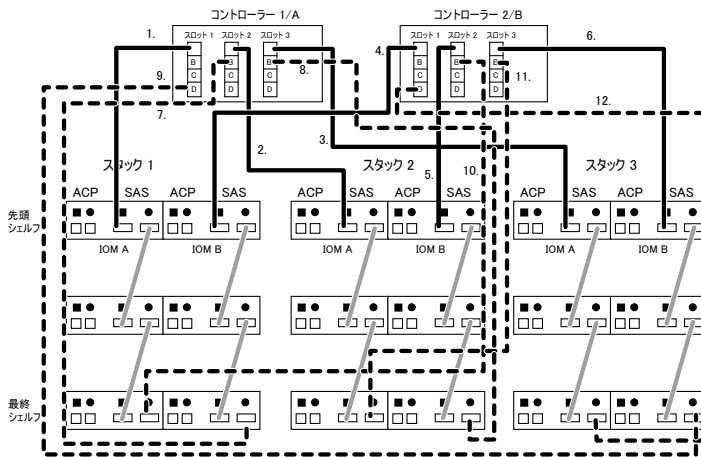 コントローラー 1/A
コントローラー 2/B
1.
スロット 1 スロット 2 スロット 3
4.
スロット 1 スロット 2 スロット 3
6.
B B
C C C
D D D
B B
C C C
D D D
9.
8.
11.
7.
12.
2.
3.
5.
10.
スタック 1
スタック 2
スタック 3
ACP SAS ACP SAS
ACP SAS ACP SAS
ACP SAS ACP SAS
先頭
シェルフ
IOM A IOM B
IOM A IOM B
IOM A IOM B
最終
シェルフ